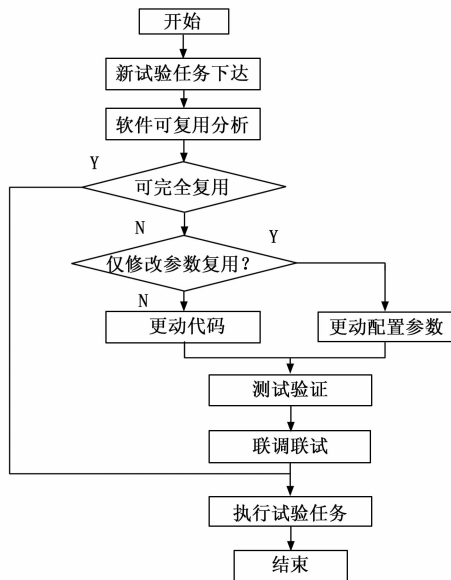 开始
新试验任务下达
软件可复用分析
Y
可完全复用
N
Y
仅修改参数复用?
N
更动代码
更动配置参数
测试验证
联调联试
执行试验任务
结束